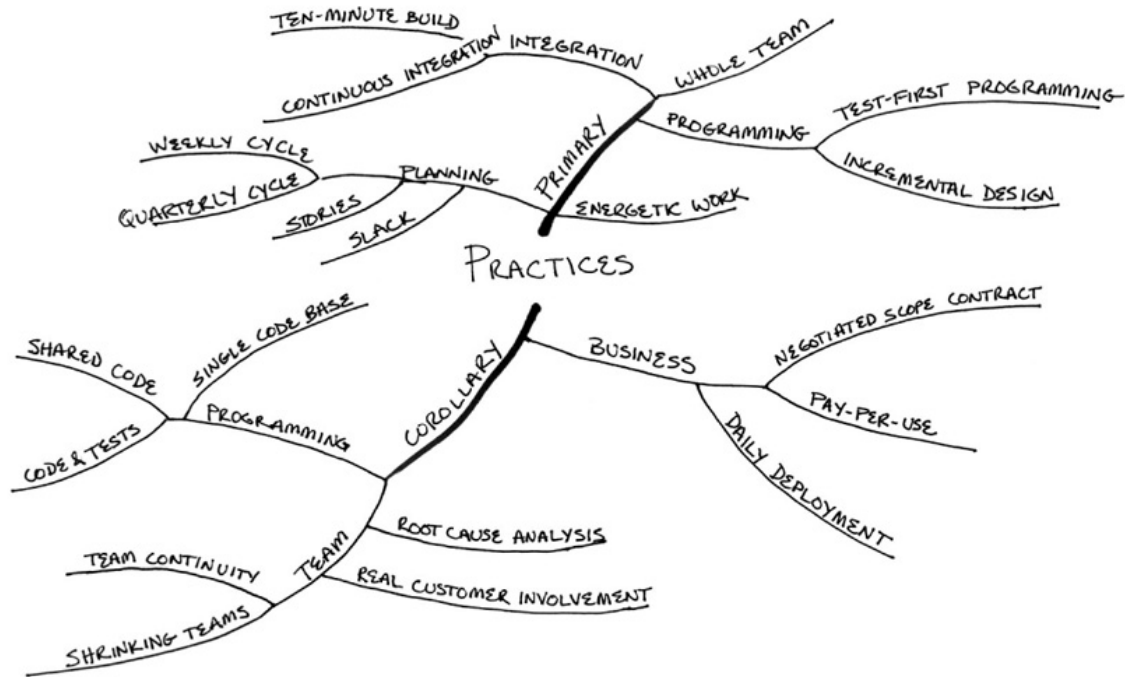 TEN-MINUTE BUILD
CONTINUOUS INTEGRATION
INTEGRATION
WHOLE TEAM
TEST-FIRST PROGRAMMING
PROGRAMMING
INCREMENTAL DESIGN
PRIMARY
WEEKLY CYCLE
QUARTERLY CYCLE
PLANNING
STORIES
SLACK
ENERGETIC WORK
PRACTICES
NEGOTIATED SCOPE CONTRACT
BUSINESS
PAY-PER-USE
DAILY DEPLOYMENT
COROLLARY
SINGLE CODE BASE
SHARED CODE
PROGRAMMING
CODE & TESTS
ROOT CAUSE ANALYSIS
TEAM
REAL CUSTOMER INVOLVEMENT
TEAM CONTINUITY
SHRINKING TEAMS